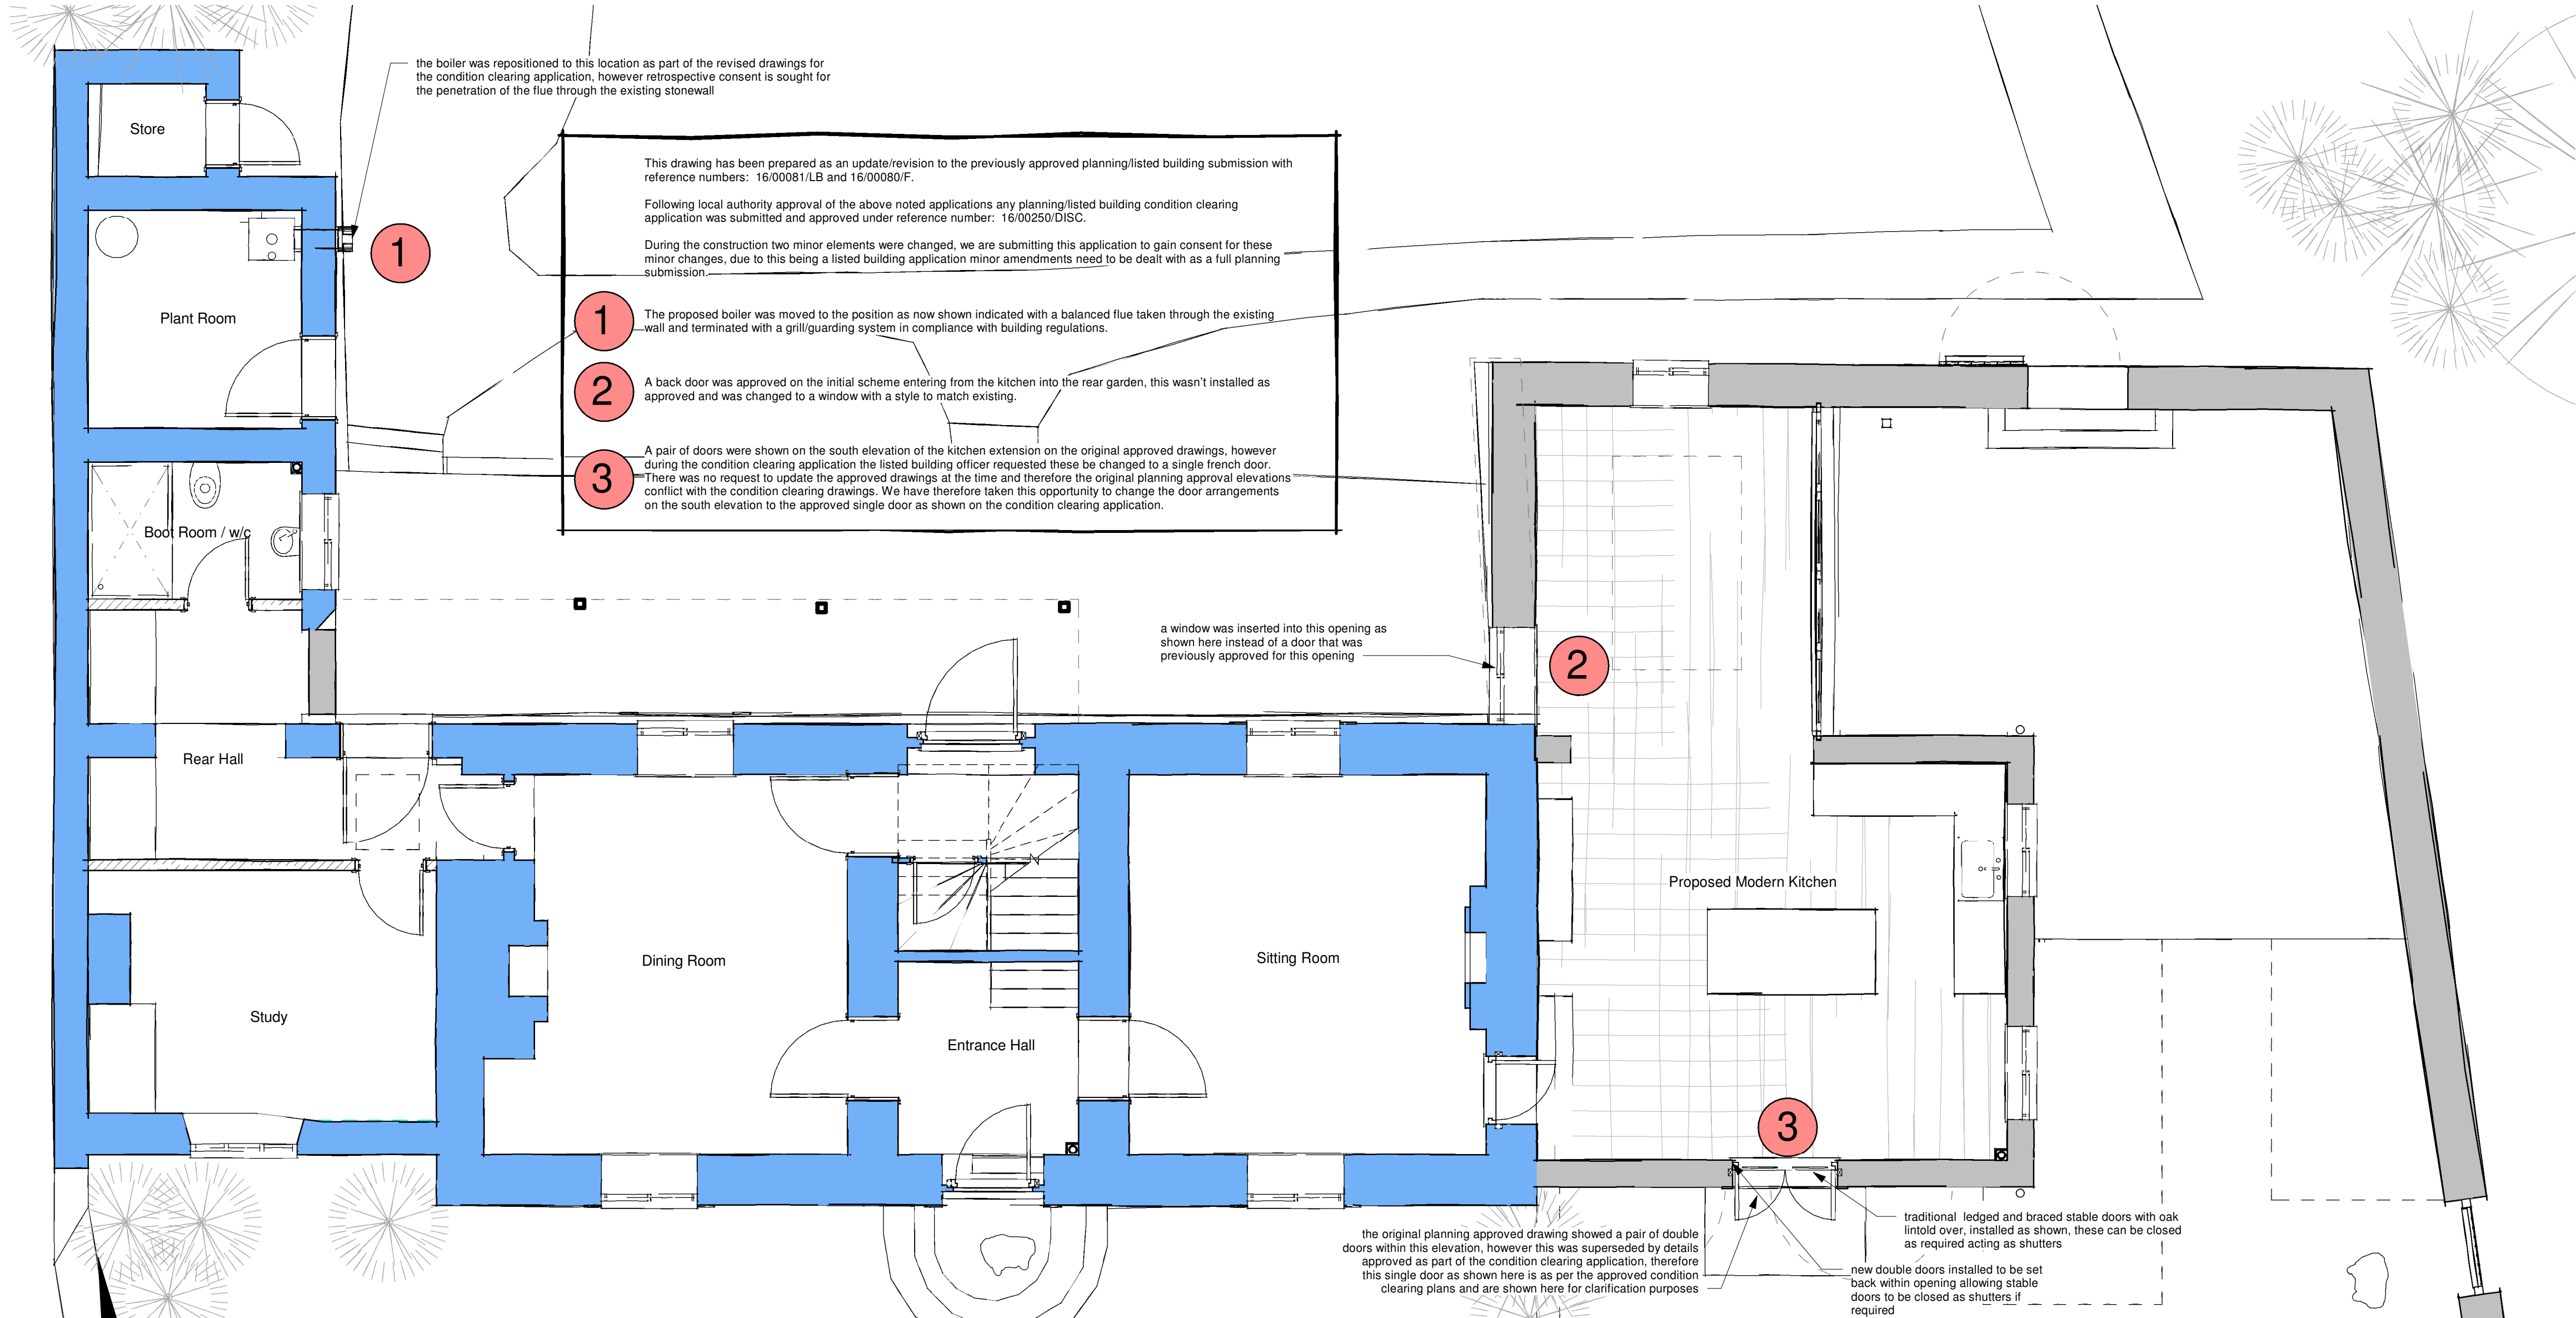 the boiler was repositioned to this location as part of the revised drawings for
the condition clearing application, however retrospective consent is sought for
the penetration of the flue through the existing stonewall
Store
1
Plant Room
This drawing has been prepared as an update/revision to the previously approved planning/listed building submission with
reference numbers: 16/00081/LB and 16/00080/F.
Following local authority approval of the above noted applications any planning/listed building condition clearing
application was submitted and approved under reference number: 16/00250/DISC.
During the construction two minor elements were changed, we are submitting this application to gain consent for these
minor changes, due to this being a listed building application minor amendments need to be dealt with as a full planning
submission.
1
The proposed boiler was moved to the position as now shown indicated with a balanced flue taken through the existing
wall and terminated with a grill/guarding system in compliance with building regulations.
2
A back door was approved on the initial scheme entering from the kitchen into the rear garden, this wasn't installed as
approved and was changed to a window with a style to match existing.
3
A pair of doors were shown on the south elevation of the kitchen extension on the original approved drawings, however
during the condition clearing application the listed building officer requested these be changed to a single french door.
There was no request to update the approved drawings at the time and therefore the original planning approval elevations
conflict with the condition clearing drawings. We have therefore taken this opportunity to change the door arrangements
on the south elevation to the approved single door as shown on the condition clearing application.
Boot Room / w/c
a window was inserted into this opening as
shown here instead of a door that was
previously approved for this opening
2
Rear Hall
Proposed Modern Kitchen
Dining Room
Sitting Room
Study
Entrance Hall
3
the original planning approved drawing showed a pair of double
doors within this elevation, however this was superseded by details
approved as part of the condition clearing application, therefore
this single door as shown here is as per the approved condition
clearing plans and are shown here for clarification purposes
traditional ledged and braced stable doors with oak
lintold over, installed as shown, these can be closed
as required acting as shutters
new double doors installed to be set
back within opening allowing stable
doors to be closed as shutters if
required